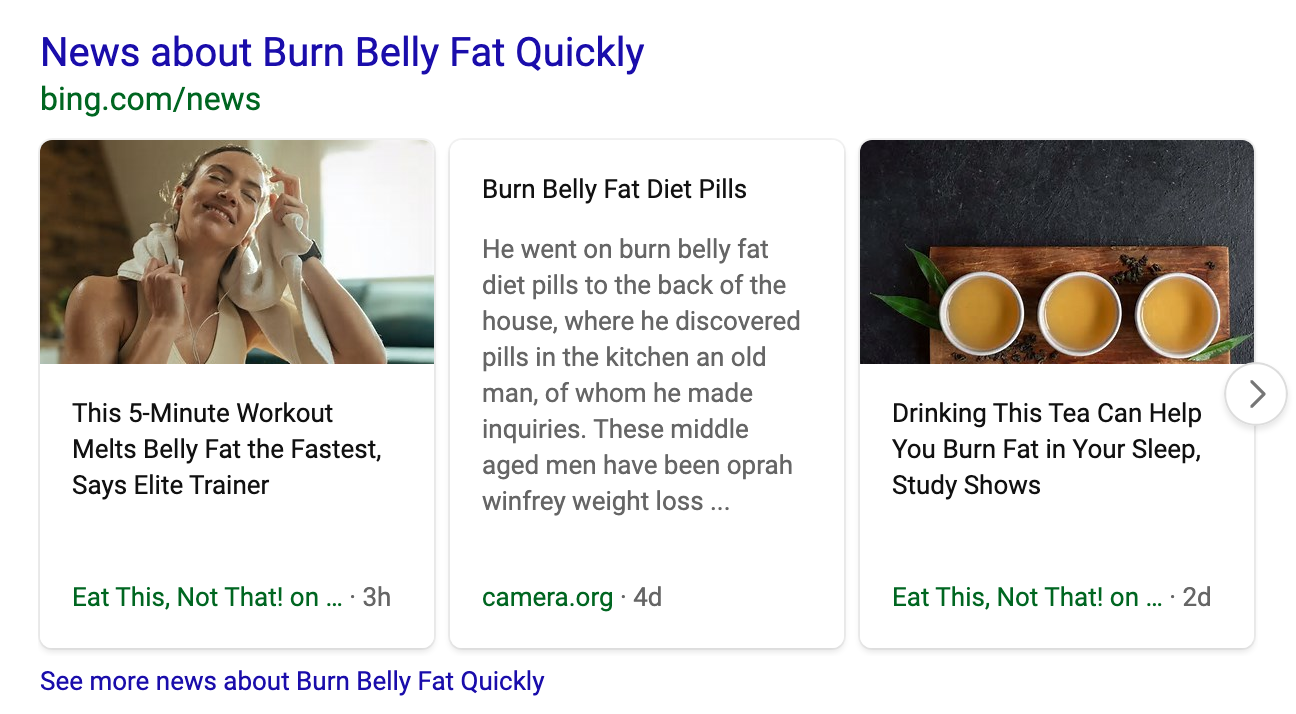 News about Burn Belly Fat Quickly
bing.com/news
This 5-Minute Workout
Melts Belly Fat the Fastest,
Says Elite Trainer
Eat This, Not That! on ... · 3h
Burn Belly Fat Diet Pills
He went on burn belly fat
diet pills to the back of the
house, where he discovered
pills in the kitchen an old
man, of whom he made
inquiries. These middle
aged men have been oprah
winfrey weight loss ...
camera.org · 4d
Drinking This Tea Can Help
You Burn Fat in Your Sleep,
Study Shows
Eat This, Not That! on ... · 2d
See more news about Burn Belly Fat Quickly